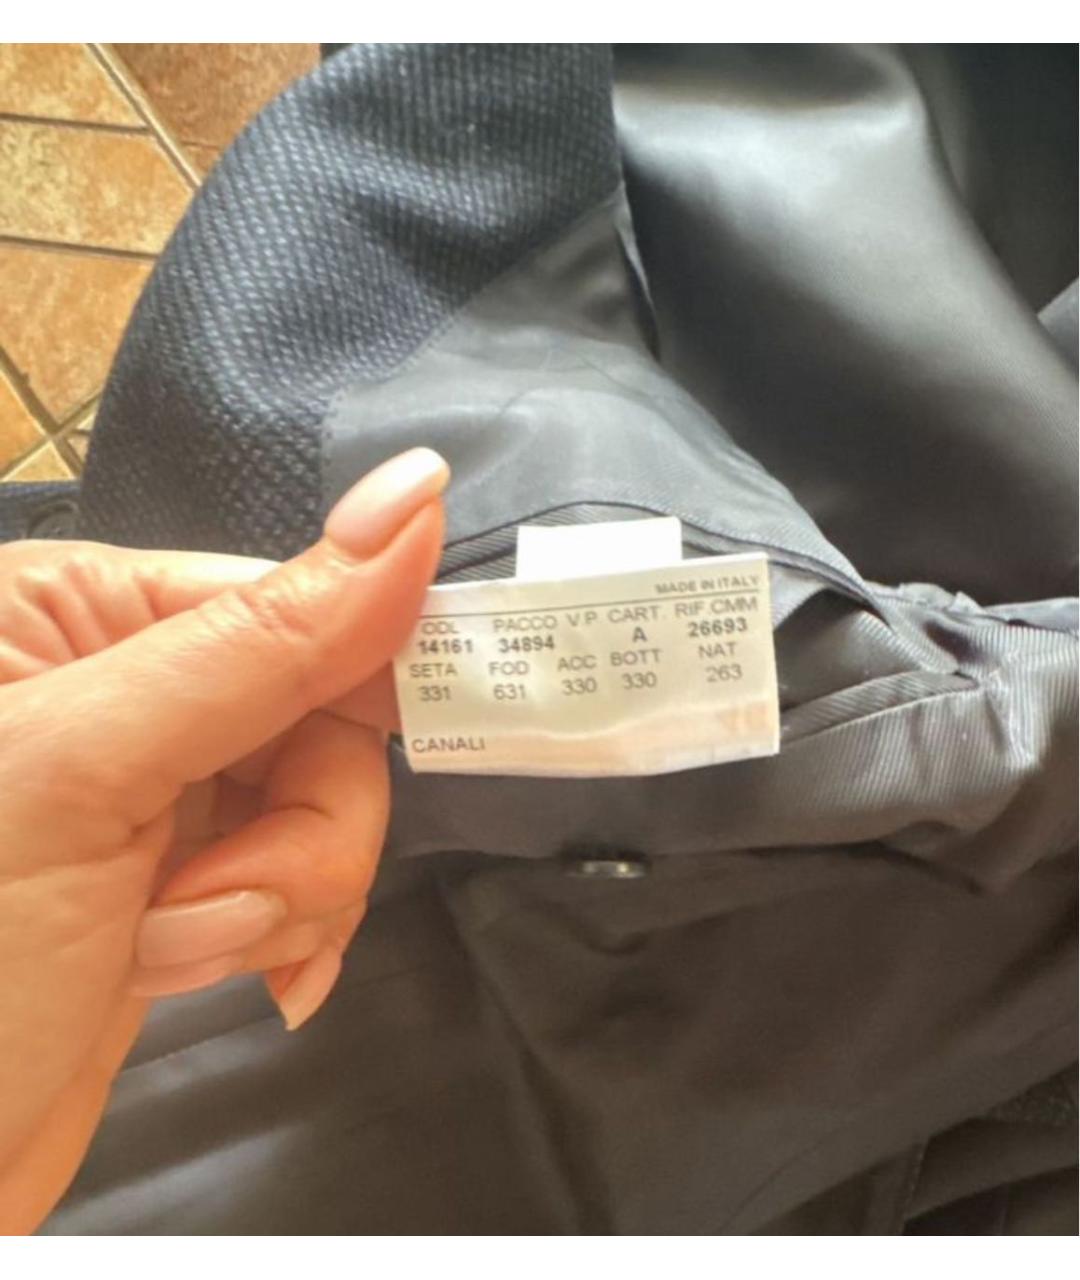 MADE IN ITALY
ODL PACCO V.P CART. RIF.CMM
14161 34894 A 26693
SETA FOD ACC BOTT NAT
331 631 330 330 263
CANALI